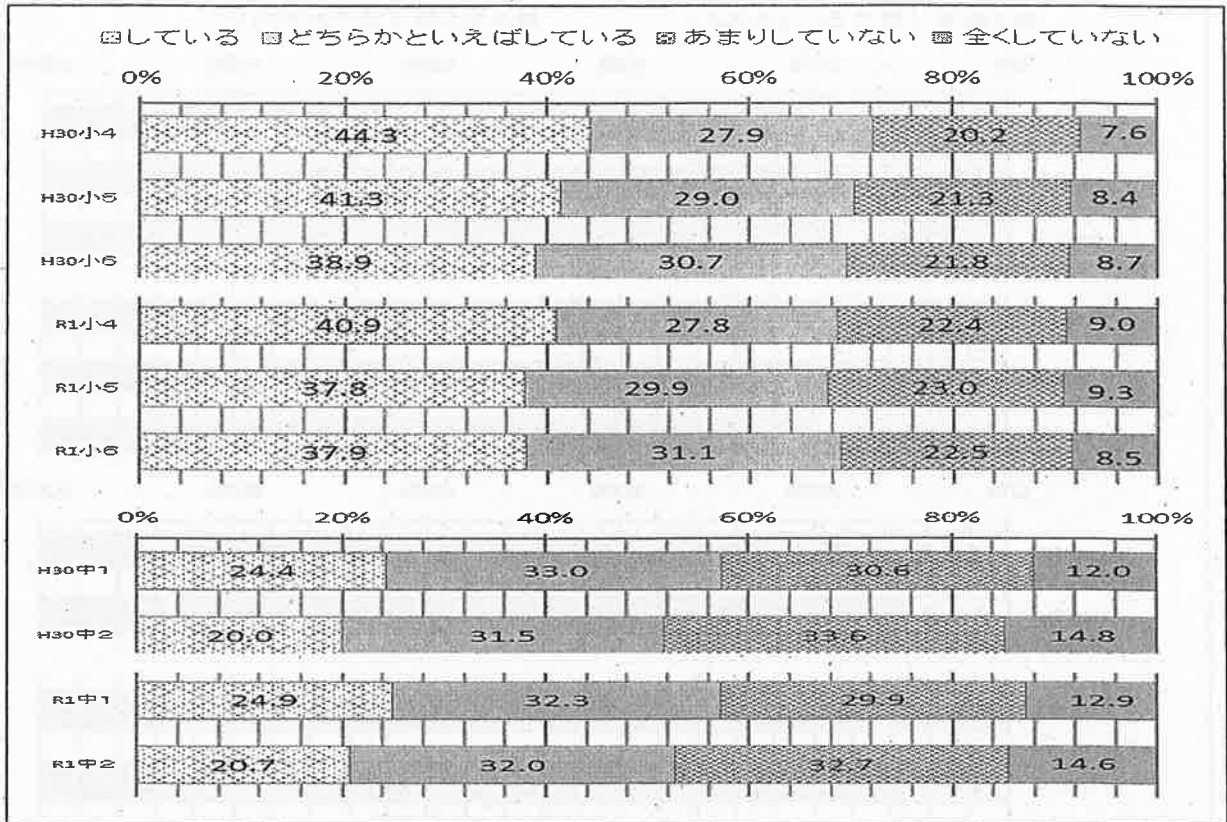 している どちらかといえばしている あまりしていない 全くしていない
0% 20% 40% 60% 80% 100%
H30小4 44.3 27.9 20.2 7.6
H30小5 41.3 29.0 21.3 8.4
H30小6 38.9 30.7 21.8 8.7
R1小4 40.9 27.8 22.4 9.0
R1小5 37.8 29.9 23.0 9.3
R1小6 37.9 31.1 22.5 8.5
0% 20% 40% 60% 80% 100%
H30中1 24.4 33.0 30.6 12.0
H30中2 20.0 31.5 33.6 14.8
R1中1 24.9 32.3 29.9 12.9
R1中2 20.7 32.0 32.7 14.6